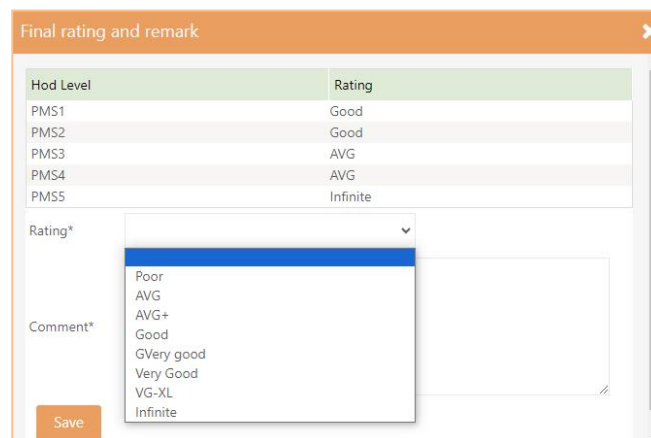 Final rating and remark
Hod Level Rating
PMS1 Good
PMS2 Good
PMS3 AVG
PMS4 AVG
PMS5 Infinite
Rating*
Poor
AVG
AVG+
Good
GVery good
Very Good
VG-XL
Infinite
Comment*
Save